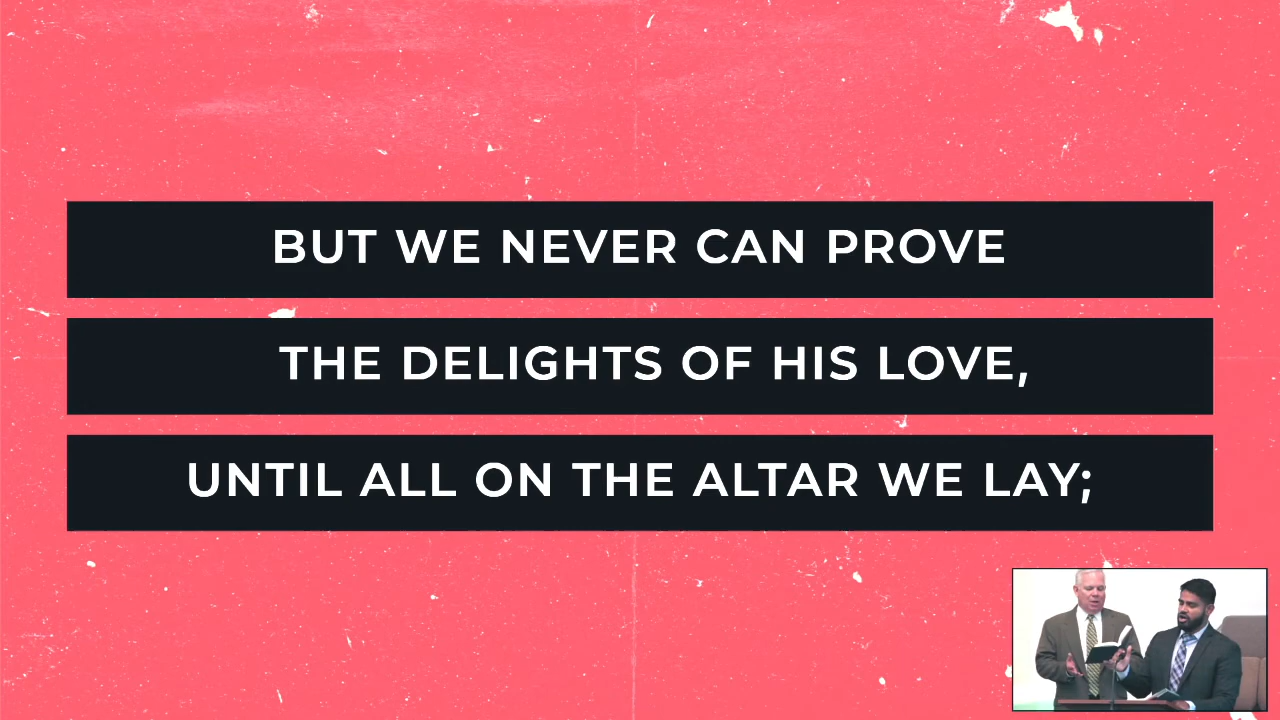 BUT WE NEVER CAN PROVE
THE DELIGHTS OF HIS LOVE,
UNTIL ALL ON THE ALTAR WE LAY;